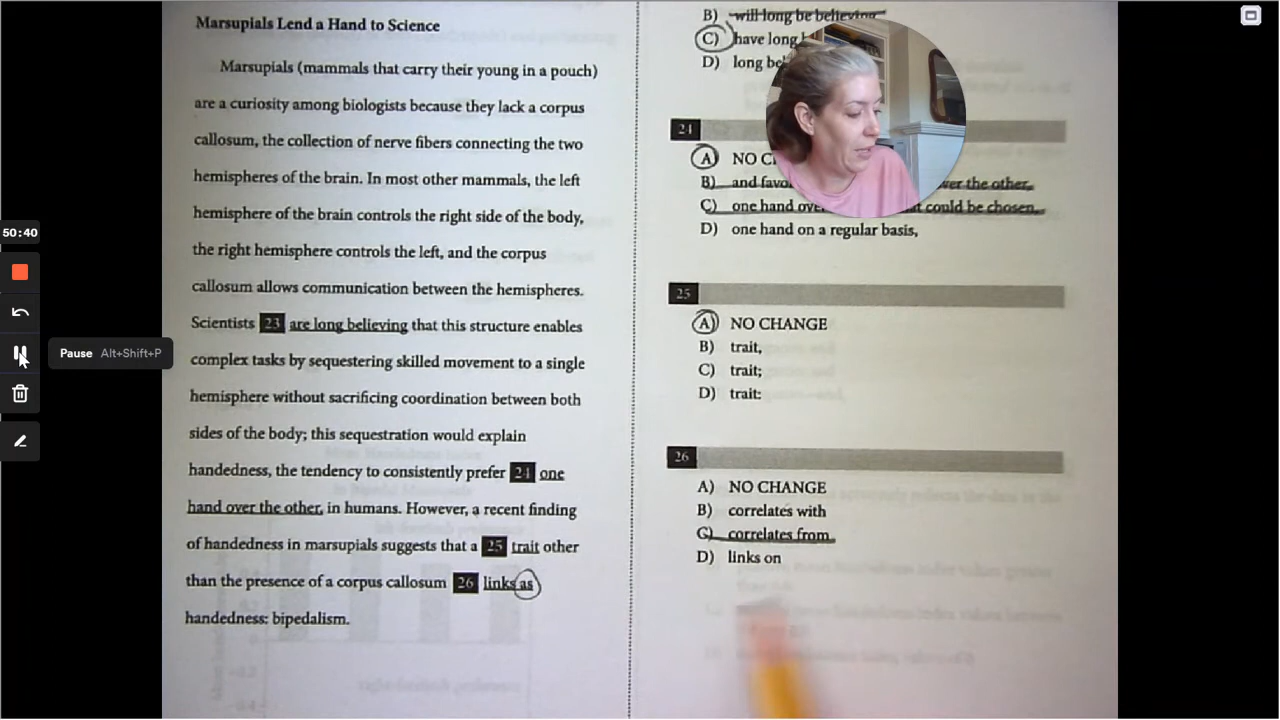 Marsupials Lend a Hand to Science
Marsupials (mammals that carry their young in a pouch)
are a curiosity among biologists because they lack a corpus
callosum, the collection of nerve fibers connecting the two
hemispheres of the brain. In most other mammals, the left
hemisphere of the brain controls the right side of the body,
the right hemisphere controls the left, and the corpus
callosum allows communication between the hemispheres.
Scientists 23 are long believing that this structure enables
complex tasks by sequestering skilled movement to a single
hemisphere without sacrificing coordination between both
sides of the body; this sequestration would explain
handedness, the tendency to consistently prefer 24 one
hand over the other, in humans. However, a recent finding
of handedness in marsupials suggests that a 25 trait other
than the presence of a corpus callosum 26 links as
handedness: bipedalism.
B) will long be believing
C) have long
D) long
24
A) NO
B) and the other,
C) one hand could be chosen,
D) one hand on a regular basis,
25
A) NO CHANGE
B) trait,
C) trait;
D) trait:
26
A) NO CHANGE
B) correlates with
C) correlates from
D) links on
50:40
Pause Alt+Shift+P